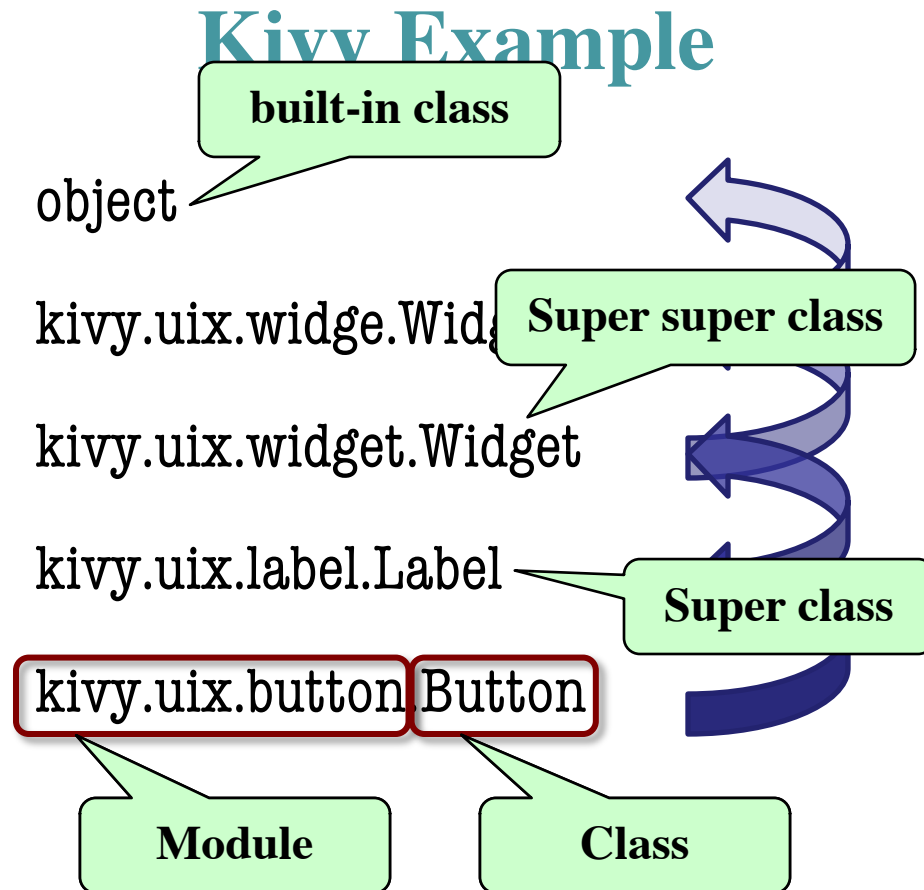 Kivy Example
built-in class
object
kivy.uix.widge.Widg
Super super class
kivy.uix.widget.Widget
kivy.uix.label.Label
Super class
kivy.uix.button.Button
Module
Class